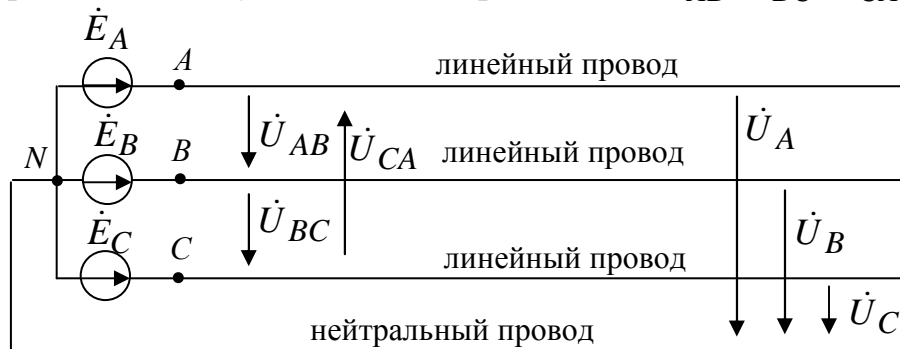 Ė_A
A
линейный провод
Ė_B
U̇_AB
U̇_CA
U̇_A
N
B
линейный провод
Ė_C
U̇_BC
U̇_B
C
линейный провод
U̇_C
нейтральный провод